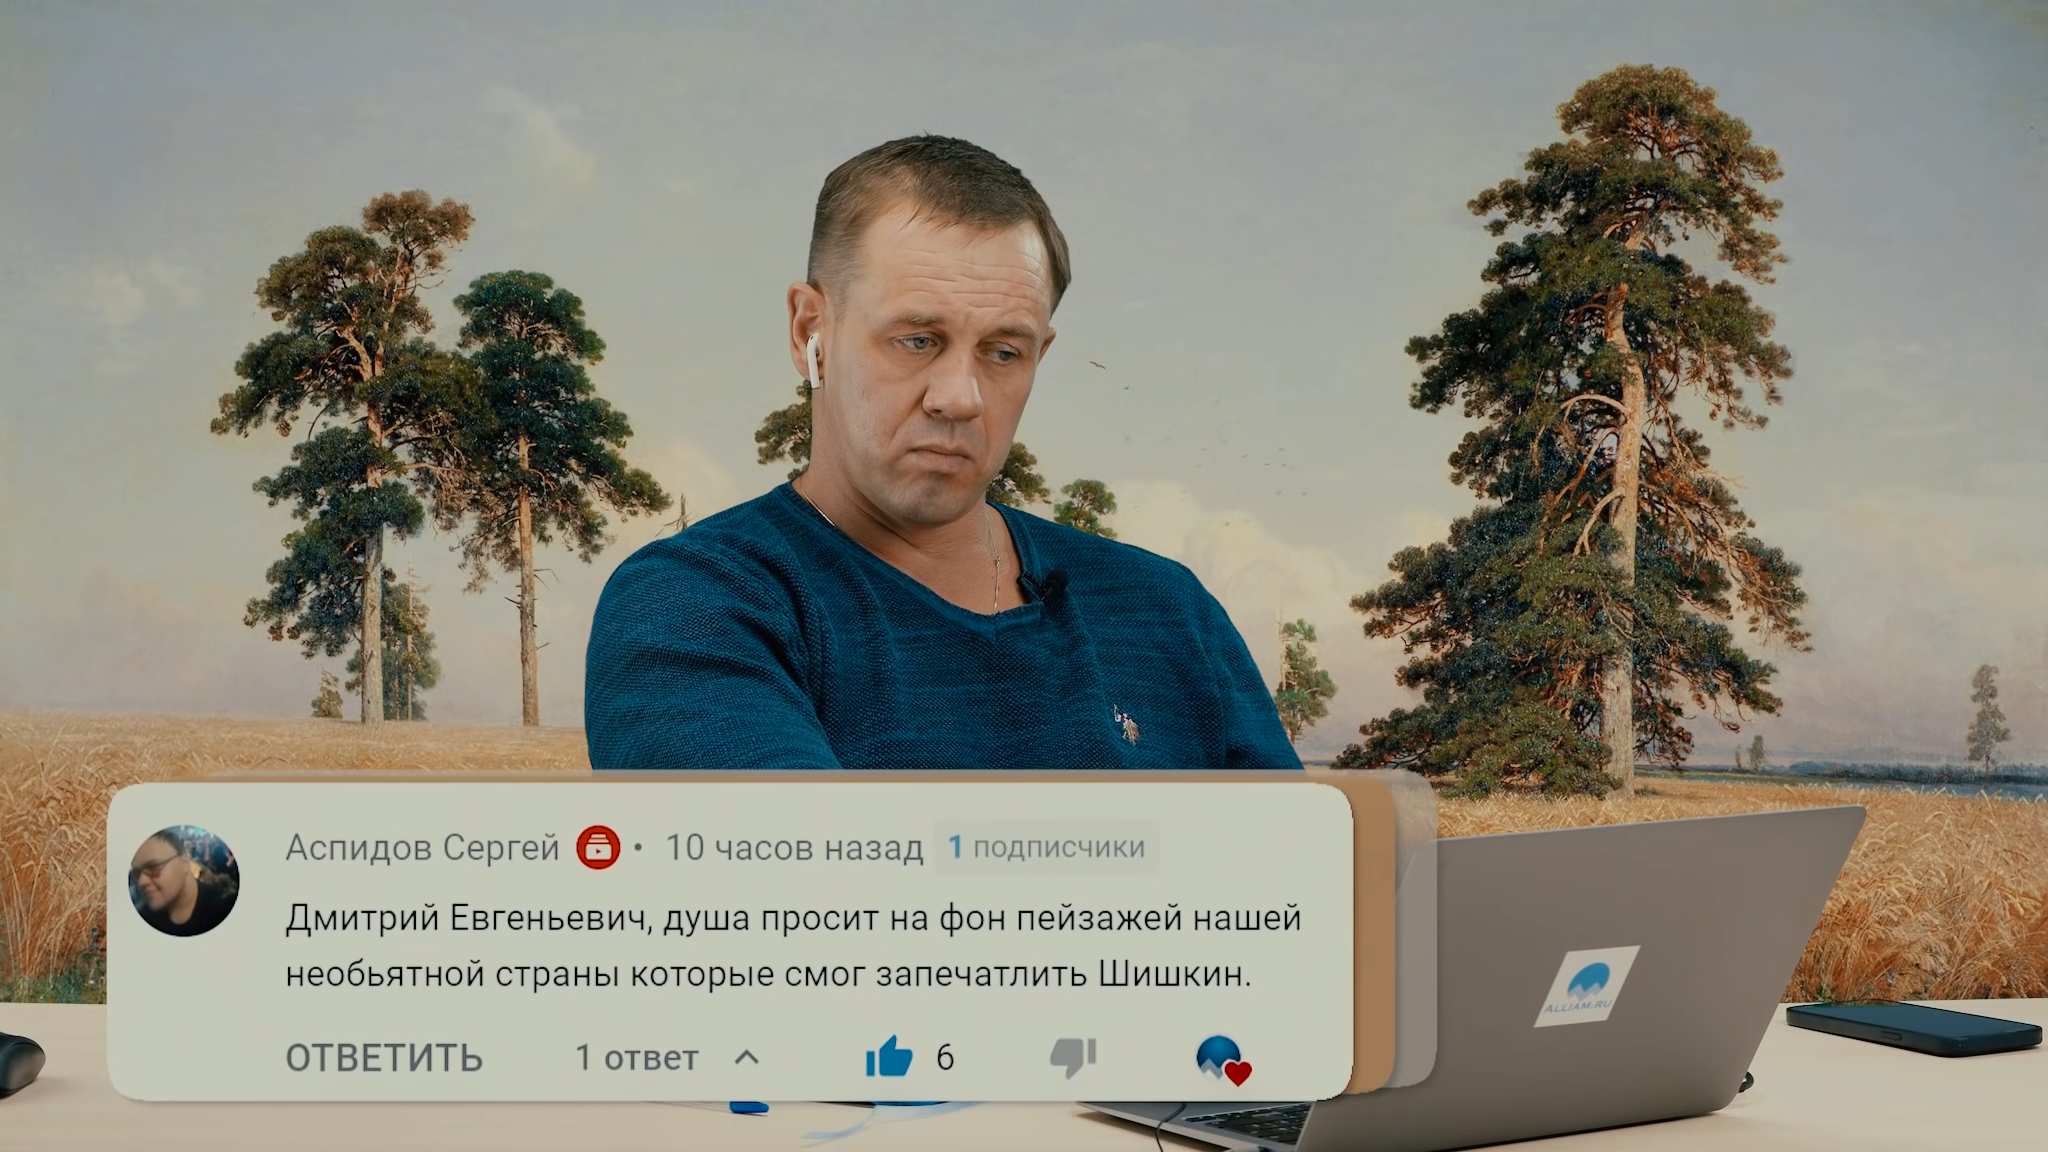 Аспидов Сергей • 10 часов назад 1 подписчики
Дмитрий Евгеньевич, душа просит на фон пейзажей нашей
необьятной страны которые смог запечатлить Шишкин.
ОТВЕТИТЬ 1 ответ 6
ALLIAM.RU